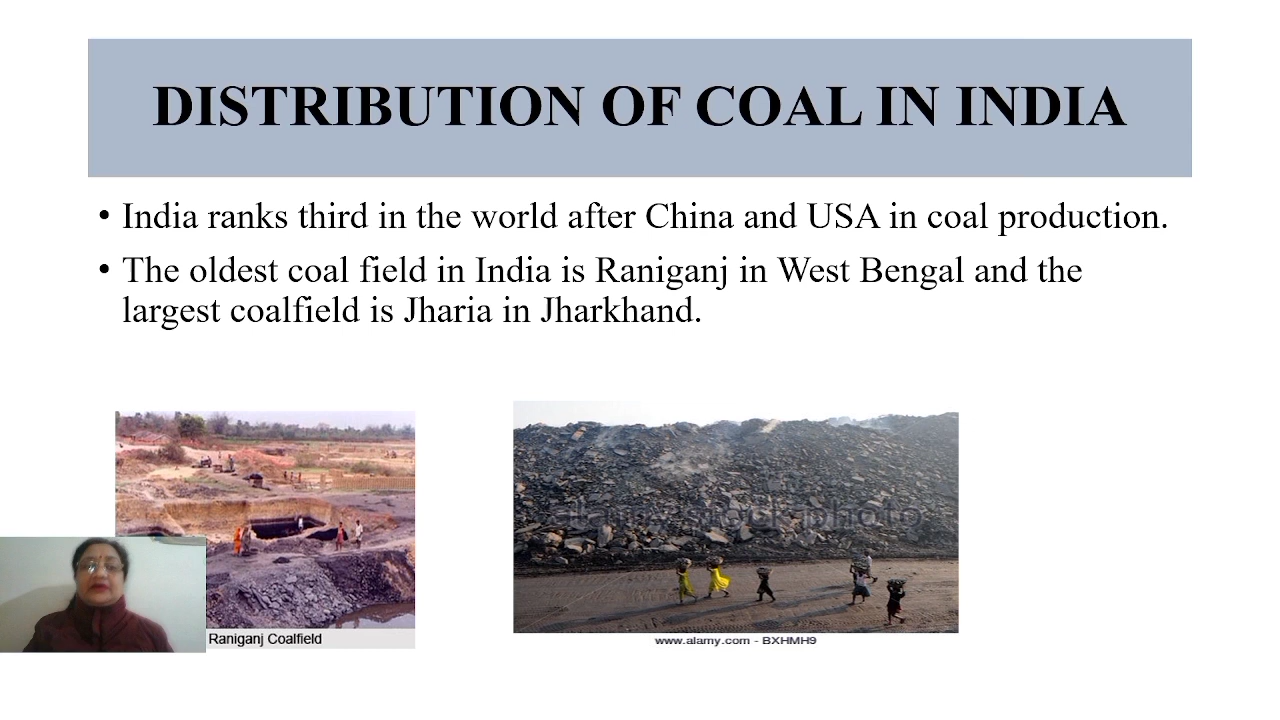 DISTRIBUTION OF COAL IN INDIA
• India ranks third in the world after China and USA in coal production.
• The oldest coal field in India is Raniganj in West Bengal and the
largest coalfield is Jharia in Jharkhand.
alamy stock photo
Raniganj Coalfield
www.alamy.com - BXHMH9